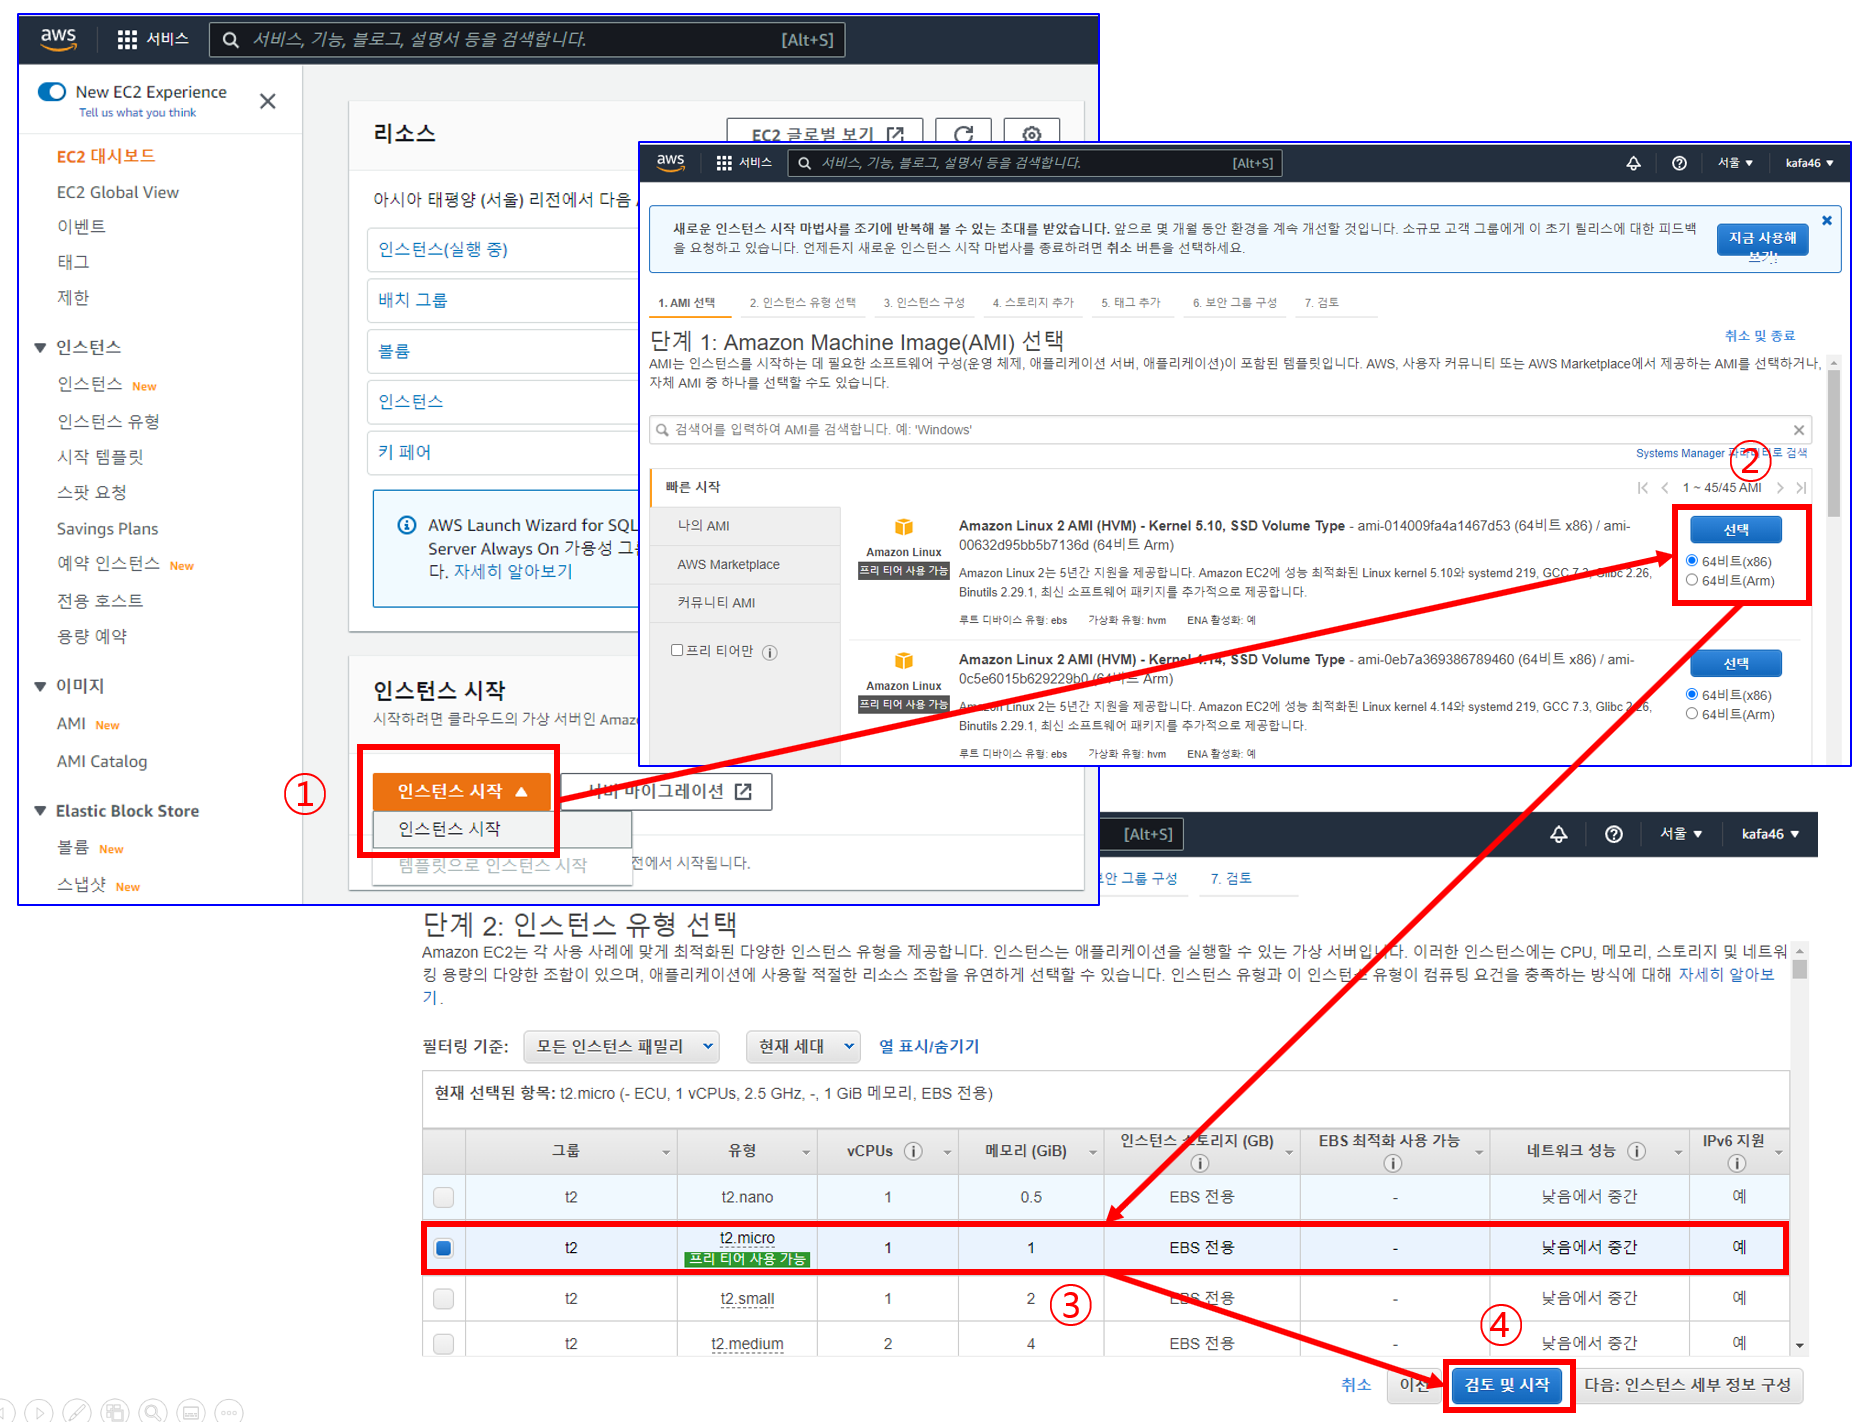 aws
서비스
서비스, 기능, 블로그, 설명서 등을 검색합니다.
[Alt+S]
New EC2 Experience
Tell us what you think
EC2 대시보드
EC2 Global View
이벤트
태그
제한
인스턴스
인스턴스 New
인스턴스 유형
시작 템플릿
스팟 요청
Savings Plans
예약 인스턴스 New
전용 호스트
용량 예약
이미지
AMI New
AMI Catalog
Elastic Block Store
볼륨 New
스냅샷 New
리소스
EC2 글로벌 보기
아시아 태평양 (서울) 리전에서 다음
인스턴스(실행 중)
배치 그룹
볼륨
인스턴스
키 페어
AWS Launch Wizard for SQL
Server Always On 가용성 그
다. 자세히 알아보기
인스턴스 시작
시작하려면 클라우드의 가상 서버인 Amaz
①
인스턴스 시작
서버 마이그레이션
인스턴스 시작
템플릿으로 인스턴스 시작
전에서 시작됩니다.
aws
서비스
서비스, 기능, 블로그, 설명서 등을 검색합니다.
[Alt+S]
서울
kafa46
새로운 인스턴스 시작 마법사를 조기에 반복해 볼 수 있는 초대를 받았습니다. 앞으로 몇 개월 동안 환경을 계속 개선할 것입니다. 소규모 고객 그룹에게 이 초기 릴리스에 대한 피드백
을 요청하고 있습니다. 언제든지 새로운 인스턴스 시작 마법사를 종료하려면 취소 버튼을 선택하세요.
지금 사용해
보기!
1. AMI 선택
2. 인스턴스 유형 선택
3. 인스턴스 구성
4. 스토리지 추가
5. 태그 추가
6. 보안 그룹 구성
7. 검토
단계 1: Amazon Machine Image(AMI) 선택
취소 및 종료
AMI는 인스턴스를 시작하는 데 필요한 소프트웨어 구성(운영 체제, 애플리케이션 서버, 애플리케이션)이 포함된 템플릿입니다. AWS, 사용자 커뮤니티 또는 AWS Marketplace에서 제공하는 AMI를 선택하거나,
자체 AMI 중 하나를 선택할 수도 있습니다.
검색어를 입력하여 AMI를 검색합니다. 예: 'Windows'
Systems Manager 파라미터로 검색
②
빠른 시작
1 ~ 45/45 AMI
나의 AMI
AWS Marketplace
커뮤니티 AMI
프리 티어만
Amazon Linux
프리 티어 사용 가능
Amazon Linux 2 AMI (HVM) - Kernel 5.10, SSD Volume Type - ami-014009fa4a1467d53 (64비트 x86) / ami-
00632d95bb5b7136d (64비트 Arm)
Amazon Linux 2는 5년간 지원을 제공합니다. Amazon EC2에 성능 최적화된 Linux kernel 5.10와 systemd 219, GCC 7.3, Glibc 2.26,
Binutils 2.29.1, 최신 소프트웨어 패키지를 추가적으로 제공합니다.
루트 디바이스 유형: ebs 가상화 유형: hvm ENA 활성화: 예
선택
64비트(x86)
64비트(Arm)
Amazon Linux
프리 티어 사용 가능
Amazon Linux 2 AMI (HVM) - Kernel 4.14, SSD Volume Type - ami-0eb7a369386789460 (64비트 x86) / ami-
0c5e6015b629229b0 (64비트 Arm)
Amazon Linux 2는 5년간 지원을 제공합니다. Amazon EC2에 성능 최적화된 Linux kernel 4.14와 systemd 219, GCC 7.3, Glibc 2.26,
Binutils 2.29.1, 최신 소프트웨어 패키지를 추가적으로 제공합니다.
루트 디바이스 유형: ebs 가상화 유형: hvm ENA 활성화: 예
선택
64비트(x86)
64비트(Arm)
[Alt+S]
서울
kafa46
보안 그룹 구성
7. 검토
단계 2: 인스턴스 유형 선택
Amazon EC2는 각 사용 사례에 맞게 최적화된 다양한 인스턴스 유형을 제공합니다. 인스턴스는 애플리케이션을 실행할 수 있는 가상 서버입니다. 이러한 인스턴스에는 CPU, 메모리, 스토리지 및 네트워
킹 용량의 다양한 조합이 있으며, 애플리케이션에 사용할 적절한 리소스 조합을 유연하게 선택할 수 있습니다. 인스턴스 유형과 이 인스턴스 유형이 컴퓨팅 요건을 충족하는 방식에 대해 자세히 알아보
기.
필터링 기준: 모든 인스턴스 패밀리 현재 세대 열 표시/숨기기
현재 선택된 항목: t2.micro (- ECU, 1 vCPUs, 2.5 GHz, -, 1 GiB 메모리, EBS 전용)
그룹 유형 vCPUs 메모리 (GiB) 인스턴스 스토리지 (GB) EBS 최적화 사용 가능 네트워크 성능 IPv6 지원
t2 t2.nano 1 0.5 EBS 전용 - 낮음에서 중간 예
t2 t2.micro 1 1 EBS 전용 - 낮음에서 중간 예
프리 티어 사용 가능
t2 t2.small 1 2 EBS 전용 - 낮음에서 중간 예
③
④
t2 t2.medium 2 4 EBS 전용 - 낮음에서 중간 예
취소
이전
검토 및 시작
다음: 인스턴스 세부 정보 구성